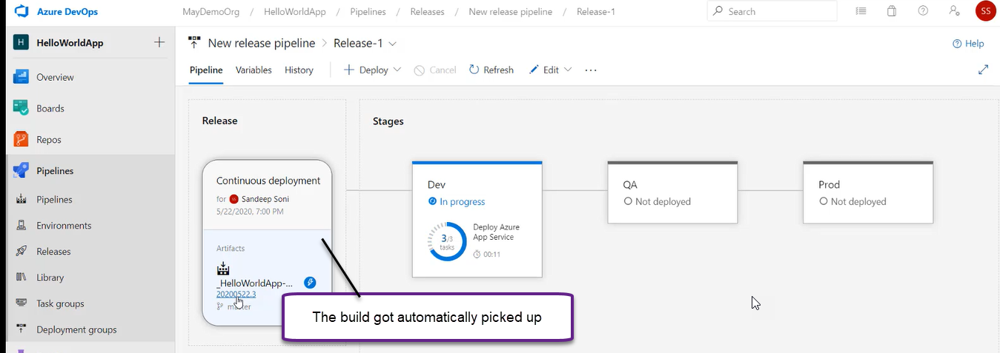 Azure DevOps
MayDemoOrg / HelloWorldApp / Pipelines / Releases / New release pipeline / Release-1
Search
SS
H HelloWorldApp
New release pipeline > Release-1
Help
Pipeline Variables History Deploy Cancel Refresh Edit ...
Overview
Boards
Repos
Pipelines
Pipelines
Environments
Releases
Library
Task groups
Deployment groups
Release
Continuous deployment
for SS Sandeep Soni
5/22/2020, 7:00 PM
Artifacts
_HelloWorldApp-...
20200522.3
master
Stages
Dev
In progress
3/3
tasks
Deploy Azure
App Service
00:11
QA
Not deployed
Prod
Not deployed
The build got automatically picked up